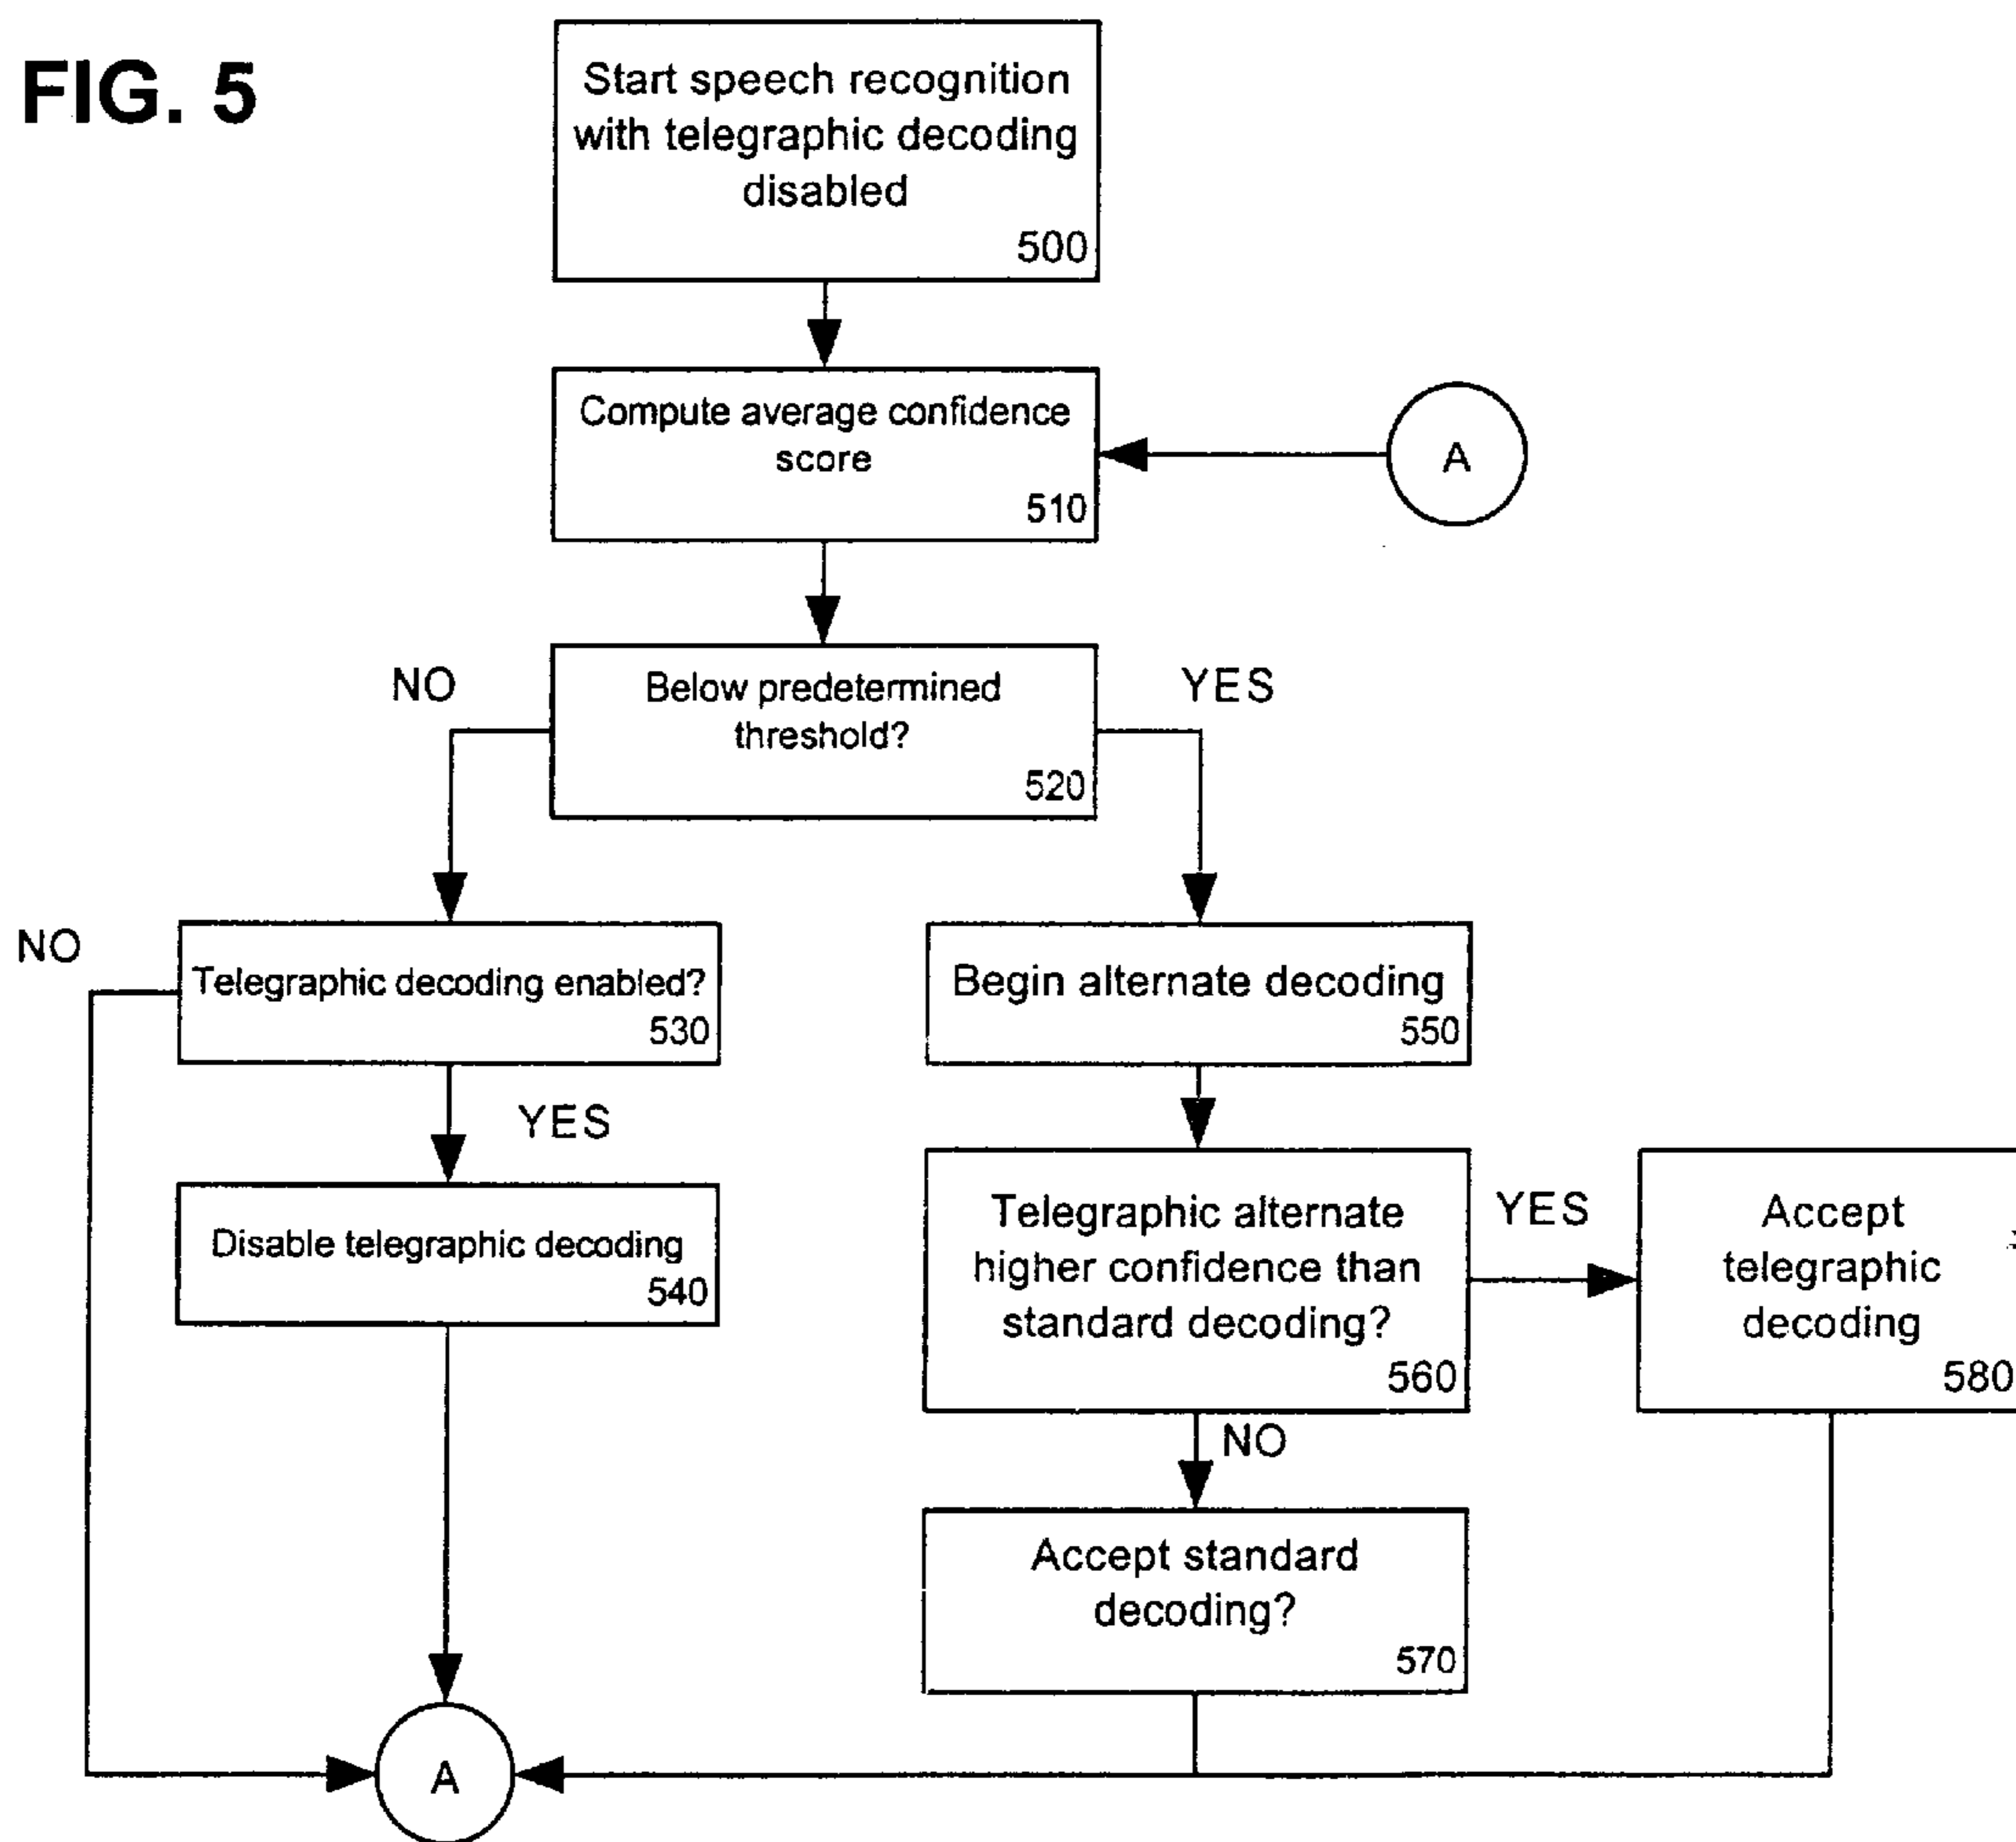 FIG. 5
Start speech recognition
with telegraphic decoding
disabled
500
Compute average confidence
score
510
A
NO
YES
Below predetermined
threshold?
520
NO
Telegraphic decoding enabled?
530
Begin alternate decoding
550
YES
Disable telegraphic decoding
540
Telegraphic alternate
higher confidence than
standard decoding?
560
YES
Accept
telegraphic
decoding
580
NO
Accept standard
decoding?
570
A